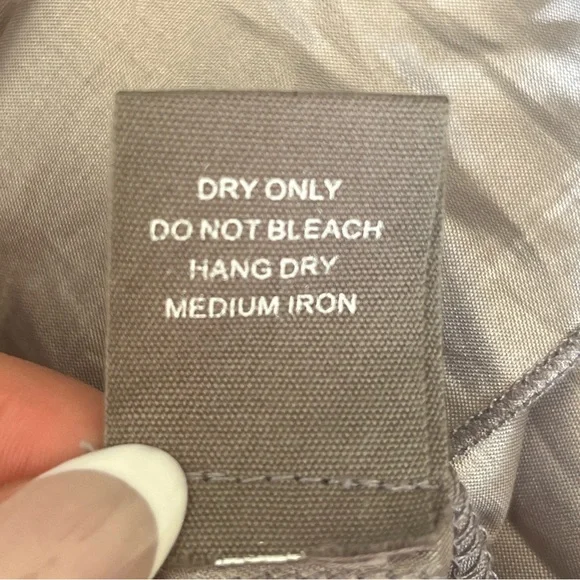 DRY ONLY
DO NOT BLEACH
HANG DRY
MEDIUM IRON